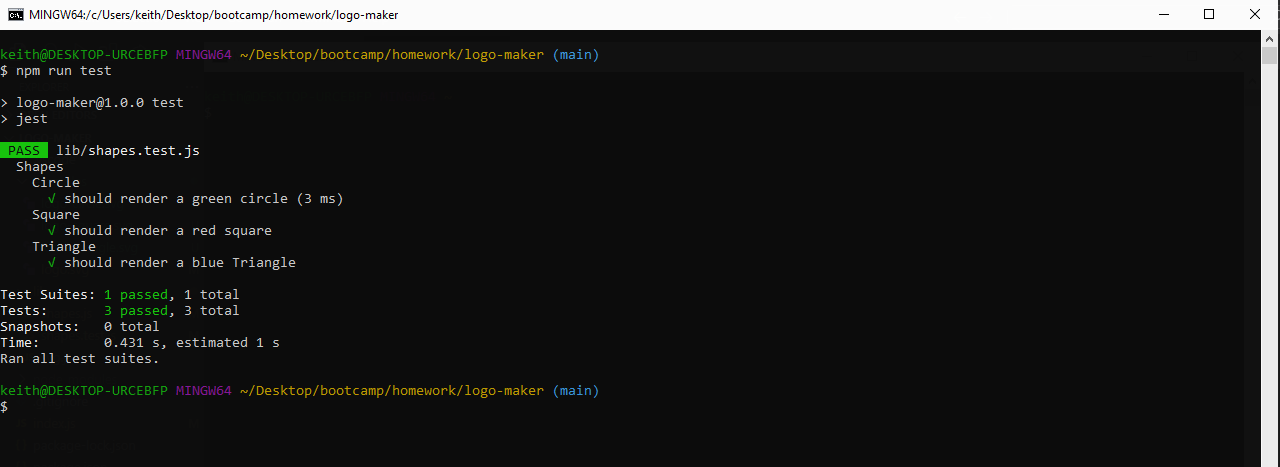 MINGW64:/c/Users/keith/Desktop/bootcamp/homework/logo-maker
keith@DESKTOP-URCEBFP MINGW64 ~/Desktop/bootcamp/homework/logo-maker (main)
$ npm run test
> logo-maker@1.0.0 test
> jest
PASS lib/shapes.test.js
Shapes
Circle
√ should render a green circle (3 ms)
Square
√ should render a red square
Triangle
√ should render a blue Triangle
Test Suites: 1 passed, 1 total
Tests: 3 passed, 3 total
Snapshots: 0 total
Time: 0.431 s, estimated 1 s
Ran all test suites.
keith@DESKTOP-URCEBFP MINGW64 ~/Desktop/bootcamp/homework/logo-maker (main)
$